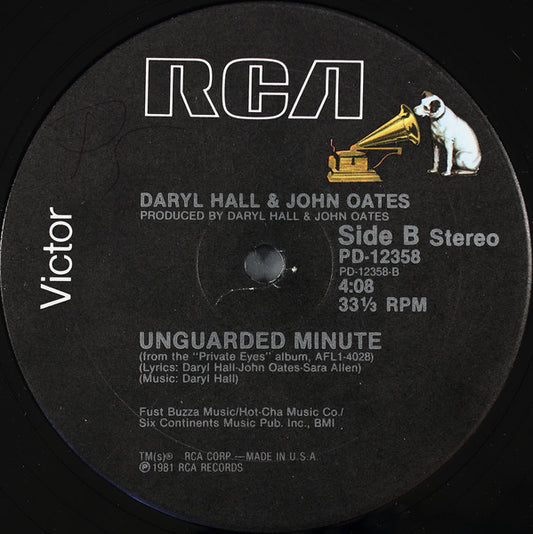 RCA
Victor
DARYL HALL & JOHN OATES
PRODUCED BY DARYL HALL & JOHN OATES
Side B Stereo
PD-12358
PD-12358-B
4:08
33⅓ RPM
UNGUARDED MINUTE
(from the "Private Eyes" album, AFL1-4028)
(Lyrics: Daryl Hall-John Oates-Sara Allen)
(Music: Daryl Hall)
Fust Buzza Music/Hot-Cha Music Co./
Six Continents Music Pub. Inc., BMI
TM(s)® RCA CORP.—MADE IN U.S.A.
℗1981 RCA RECORDS